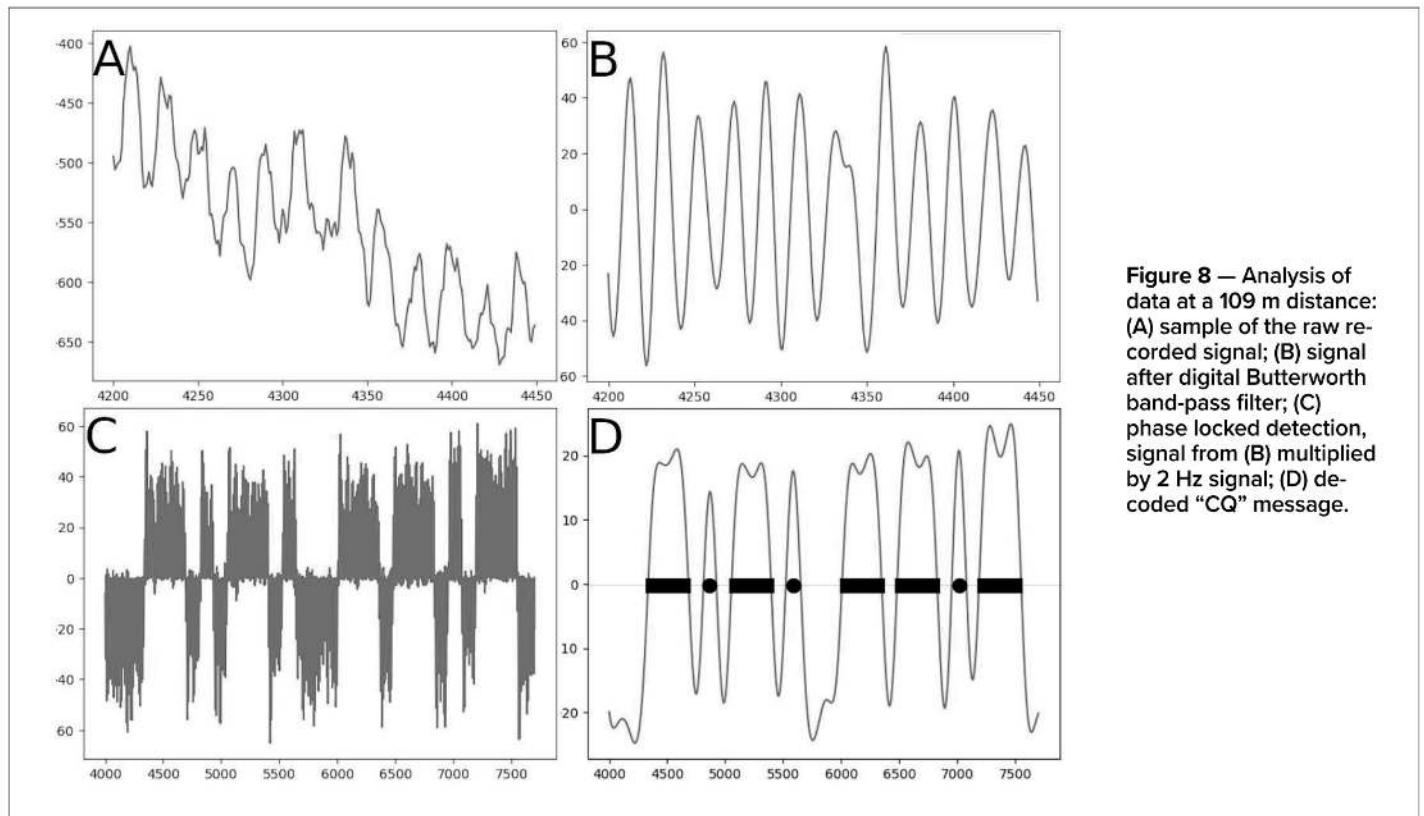 A
-400
-450
-500
-550
-600
-650
4200 4250 4300 4350 4400 4450
B
60
40
20
0
20
40
60
4200 4250 4300 4350 4400 4450
C
60
40
20
0
-20
-40
60
4000 4500 5000 5500 6000 6500 7000 7500
D
20
10
0
10
20
4000 4500 5000 5500 6000 6500 7000 7500
Figure 8 — Analysis of
data at a 109 m distance:
(A) sample of the raw re-
corded signal; (B) signal
after digital Butterworth
band-pass filter; (C)
phase locked detection,
signal from (B) multiplied
by 2 Hz signal; (D) de-
coded “CQ” message.